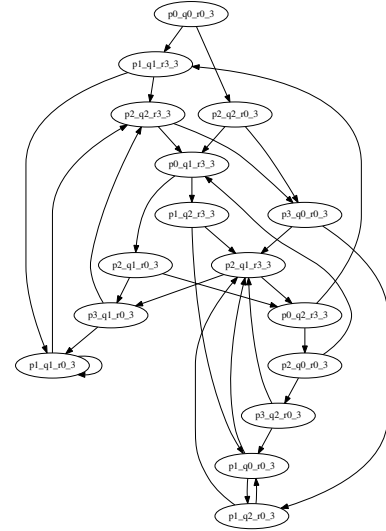 p0_q0_r0_3
p1_q1_r3_3
p2_q2_r3_3 p2_q2_r0_3
p0_q1_r3_3
p1_q2_r3_3 p3_q0_r0_3
p2_q1_r0_3 p2_q1_r3_3
p3_q1_r0_3 p0_q2_r3_3
p1_q1_r0_3 p2_q0_r0_3
p3_q2_r0_3
p1_q0_r0_3
p1_q2_r0_3